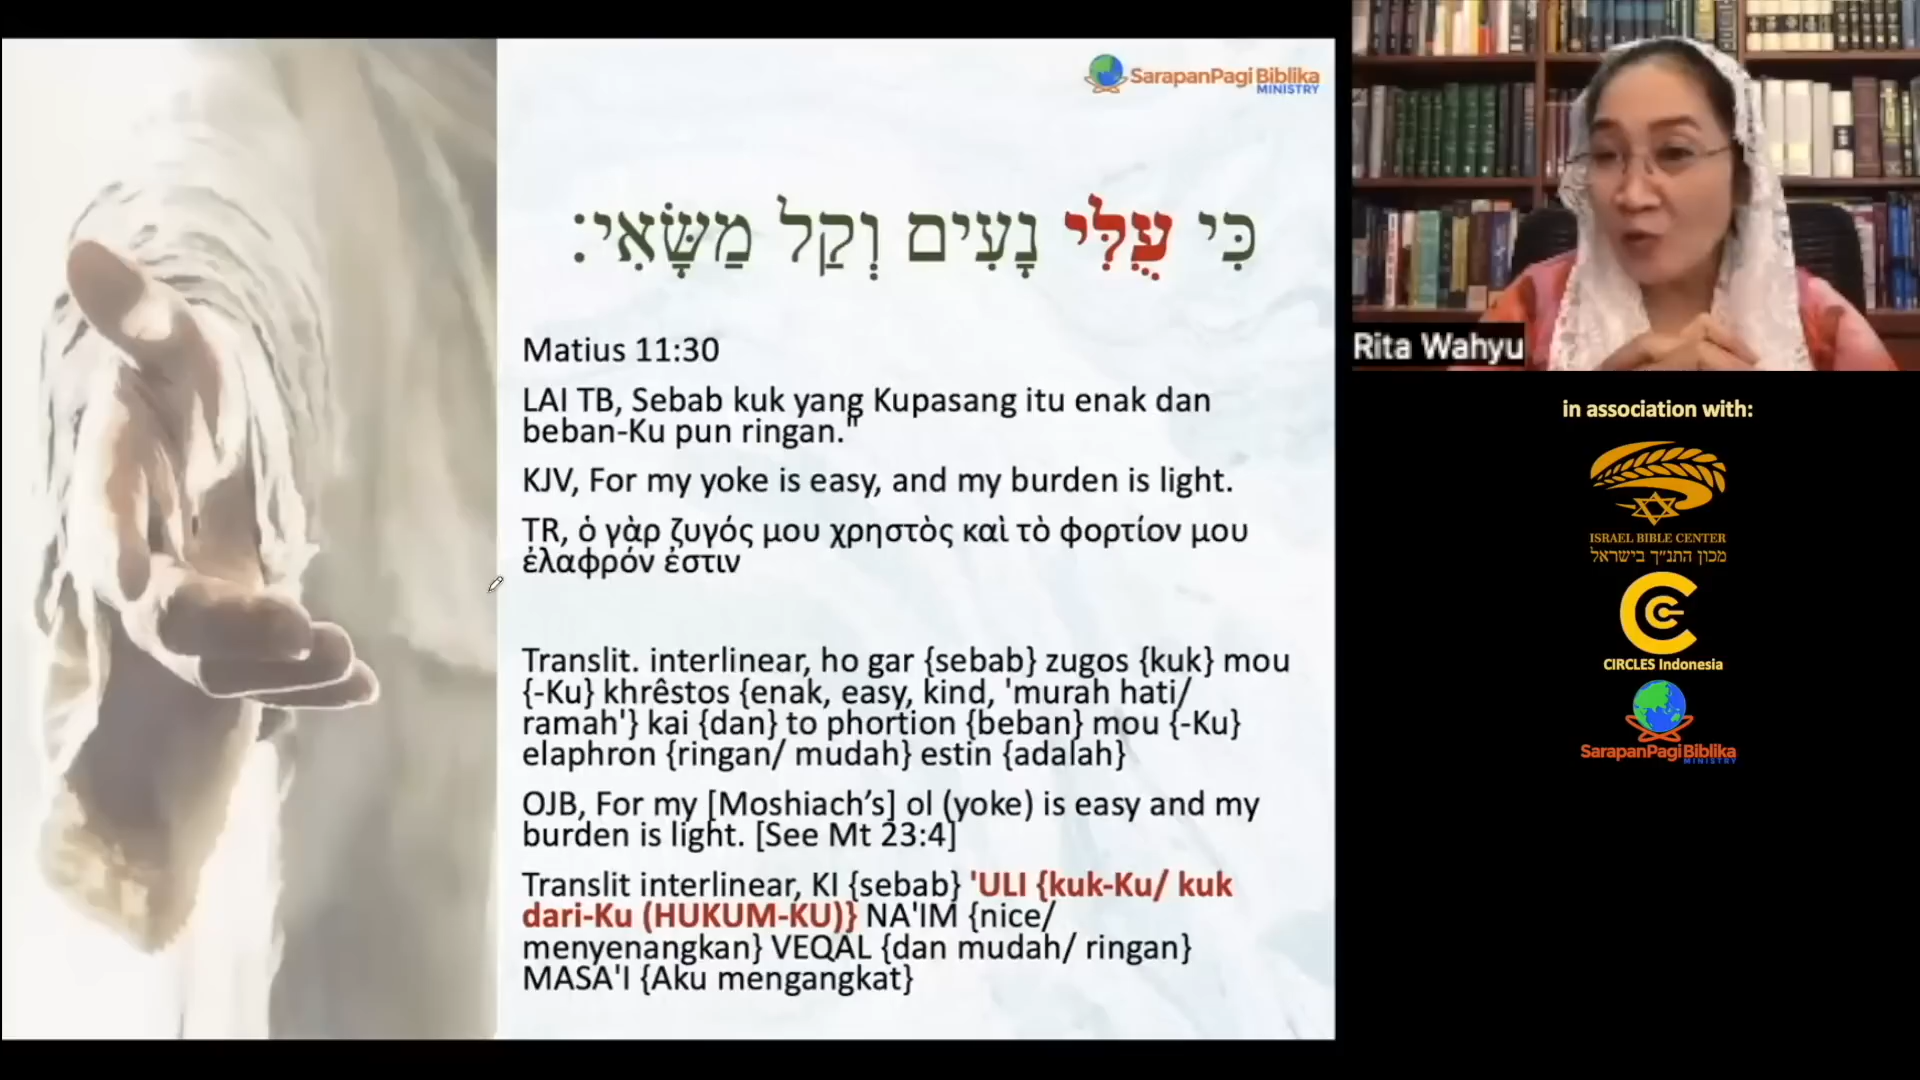 SarapanPagi Biblika
MINISTRY
כִּי עֻלִּי נָעִים וְקַל מַשָּׂאִי׃
Matius 11:30
LAI TB, Sebab kuk yang Kupasang itu enak dan
beban-Ku pun ringan."
KJV, For my yoke is easy, and my burden is light.
TR, ὁ γὰρ ζυγός μου χρηστὸς καὶ τὸ φορτίον μου
ἐλαφρόν ἐστιν
Translit. interlinear, ho gar {sebab} zugos {kuk} mou
{-Ku} khrêstos {enak, easy, kind, 'murah hati/
ramah'} kai {dan} to phortion {beban} mou {-Ku}
elaphron {ringan/ mudah} estin {adalah}
OJB, For my [Moshiach’s] ol (yoke) is easy and my
burden is light. [See Mt 23:4]
Translit interlinear, KI {sebab} 'ULI {kuk-Ku/ kuk
dari-Ku (HUKUM-KU)} NA'IM {nice/
menyenangkan} VEQAL {dan mudah/ ringan}
MASA'I {Aku mengangkat}
Rita Wahyu
in association with:
ISRAEL BIBLE CENTER
מכון התנ״ך בישראל
CIRCLES Indonesia
SarapanPagi Biblika
MINISTRY